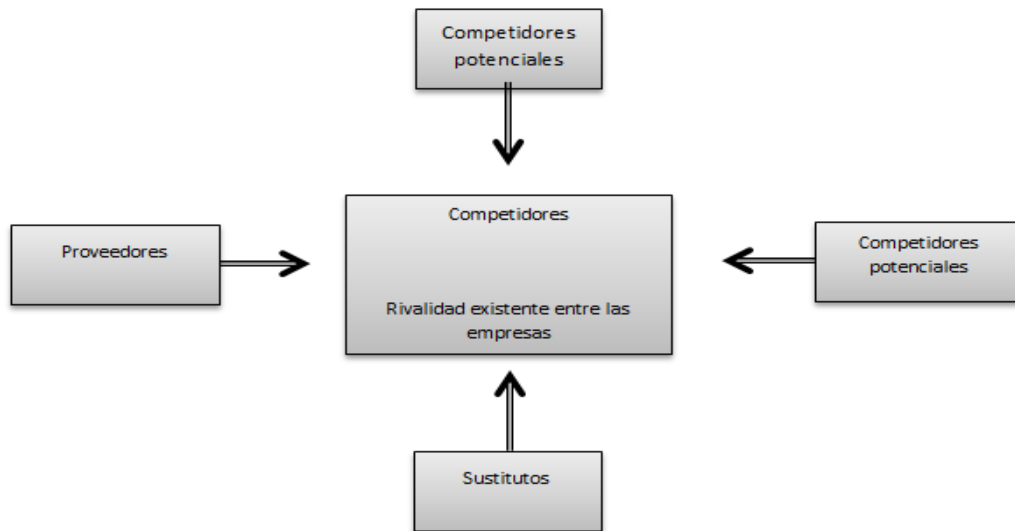 Competidores
potenciales
Competidores
Proveedores
Competidores
potenciales
Rivalidad existente entre las
empresas
Sustitutos